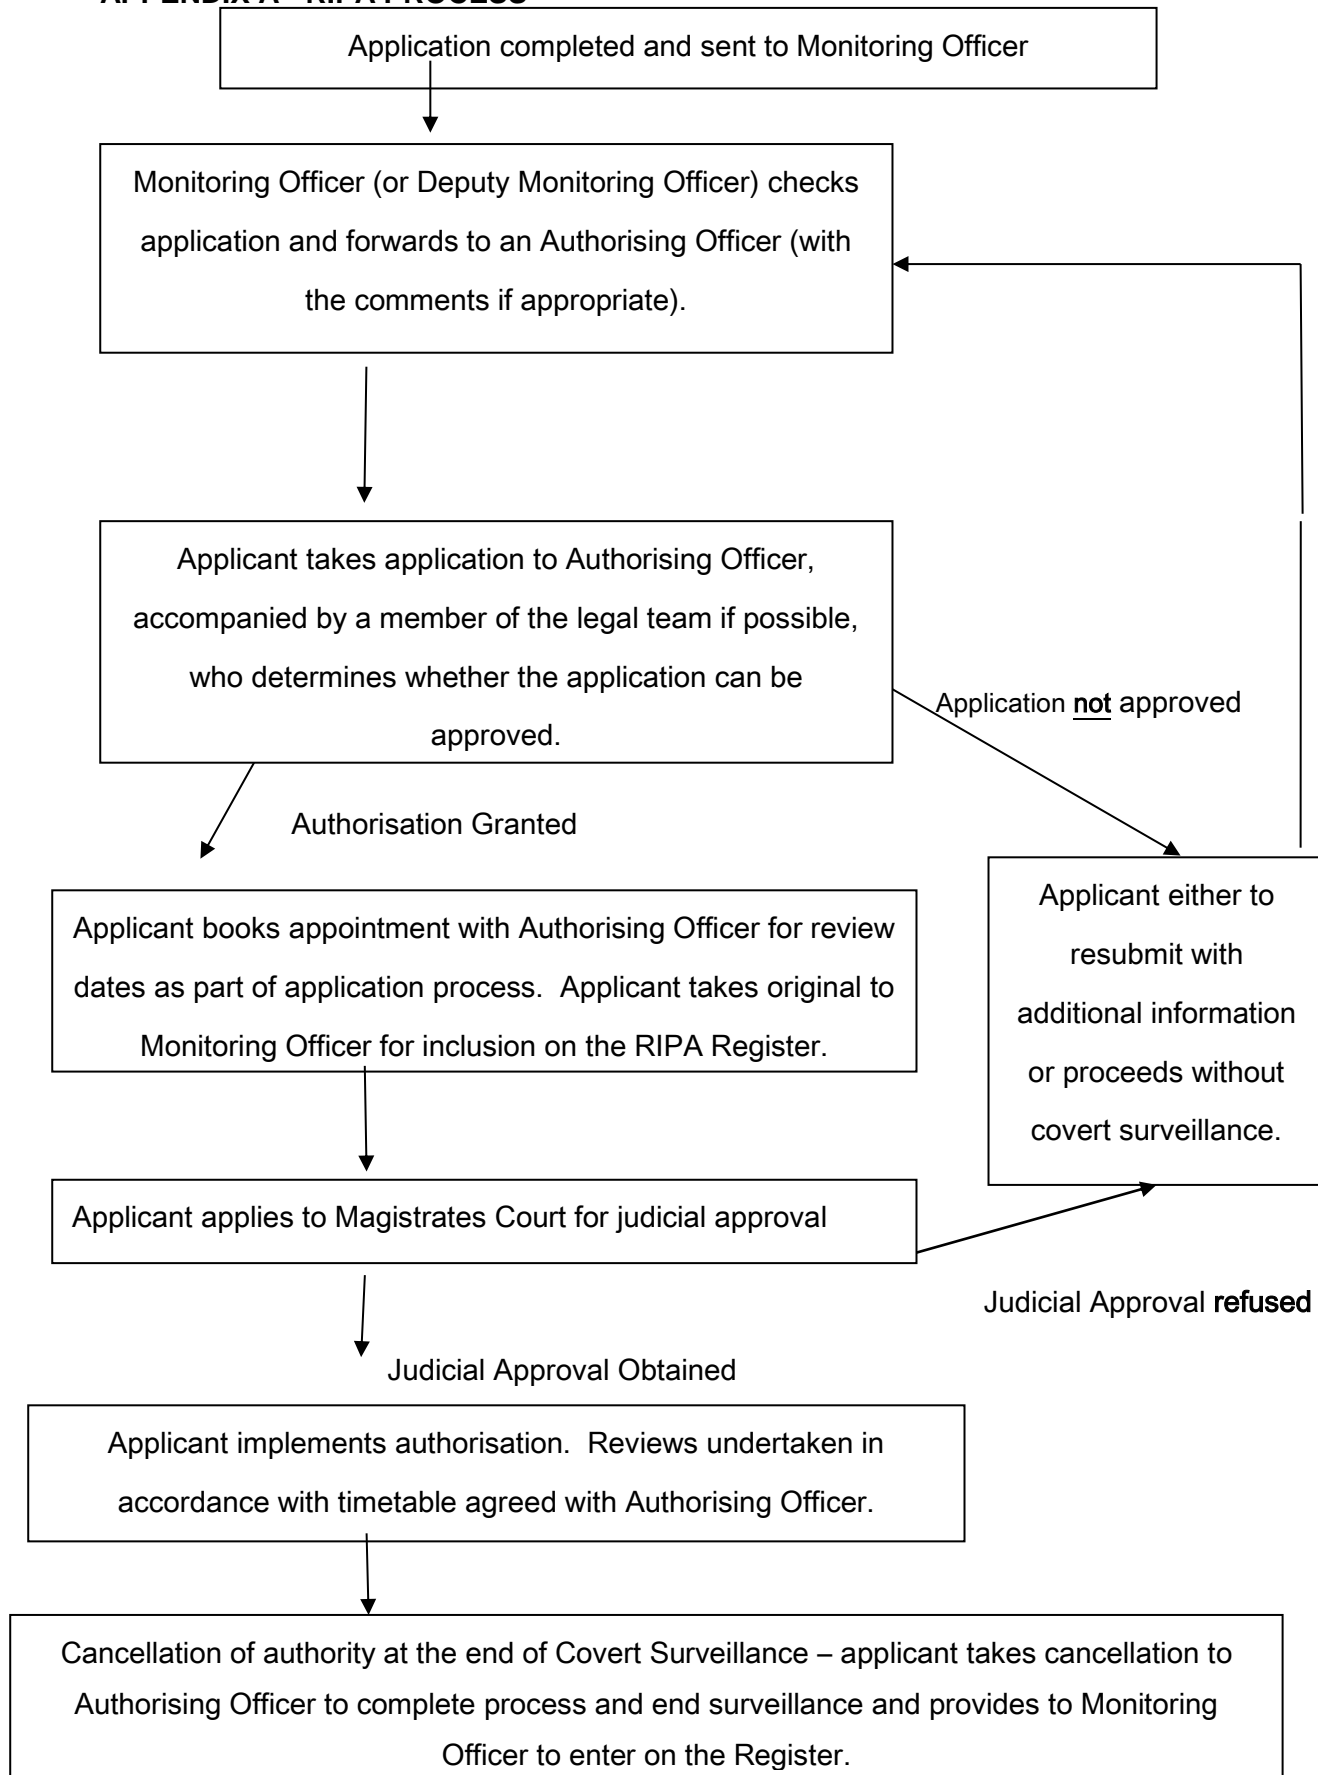 APPENDIX A - RIPA PROCESS
Application completed and sent to Monitoring Officer
Monitoring Officer (or Deputy Monitoring Officer) checks
application and forwards to an Authorising Officer (with
the comments if appropriate).
Applicant takes application to Authorising Officer,
accompanied by a member of the legal team if possible,
who determines whether the application can be
approved.
Application not approved
Authorisation Granted
Applicant books appointment with Authorising Officer for review
dates as part of application process.  Applicant takes original to
Monitoring Officer for inclusion on the RIPA Register.
Applicant either to
resubmit with
additional information
or proceeds without
covert surveillance.
Applicant applies to Magistrates Court for judicial approval
Judicial Approval refused
Judicial Approval Obtained
Applicant implements authorisation.  Reviews undertaken in
accordance with timetable agreed with Authorising Officer.
Cancellation of authority at the end of Covert Surveillance – applicant takes cancellation to
Authorising Officer to complete process and end surveillance and provides to Monitoring
Officer to enter on the Register.